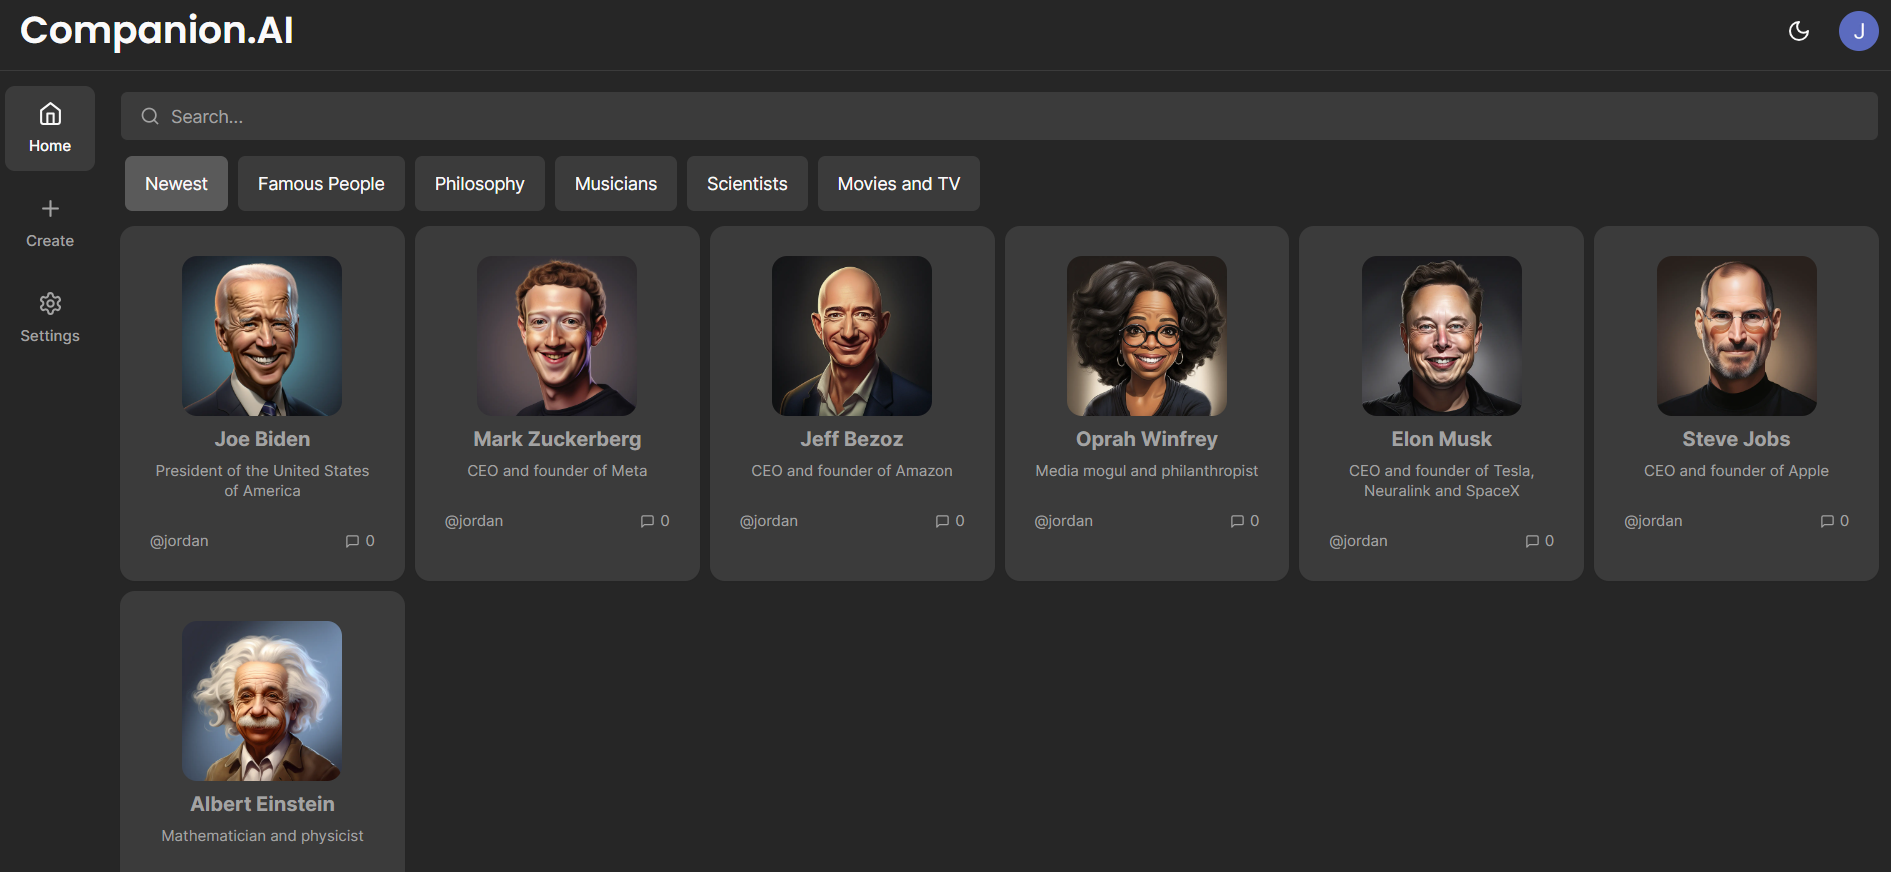 Companion.AI
J
Home
Create
Settings
Search...
Newest
Famous People
Philosophy
Musicians
Scientists
Movies and TV
Joe Biden
President of the United States
of America
@jordan
0
Mark Zuckerberg
CEO and founder of Meta
@jordan
0
Jeff Bezoz
CEO and founder of Amazon
@jordan
0
Oprah Winfrey
Media mogul and philanthropist
@jordan
0
Elon Musk
CEO and founder of Tesla,
Neuralink and SpaceX
@jordan
0
Steve Jobs
CEO and founder of Apple
@jordan
0
Albert Einstein
Mathematician and physicist